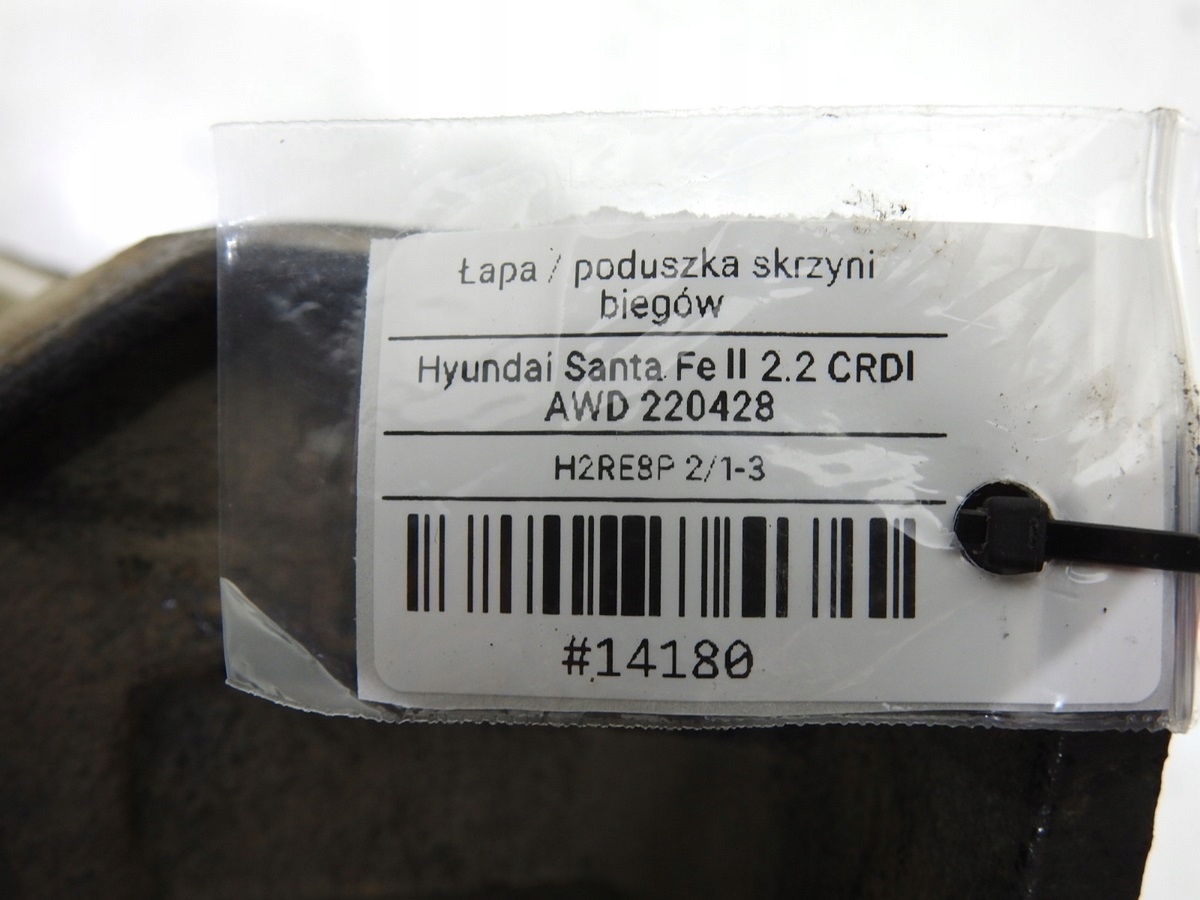 Łapa / poduszka skrzyni
biegów
Hyundai Santa Fe II 2.2 CRDI
AWD 220428
H2RE8P 2/1-3
#14180